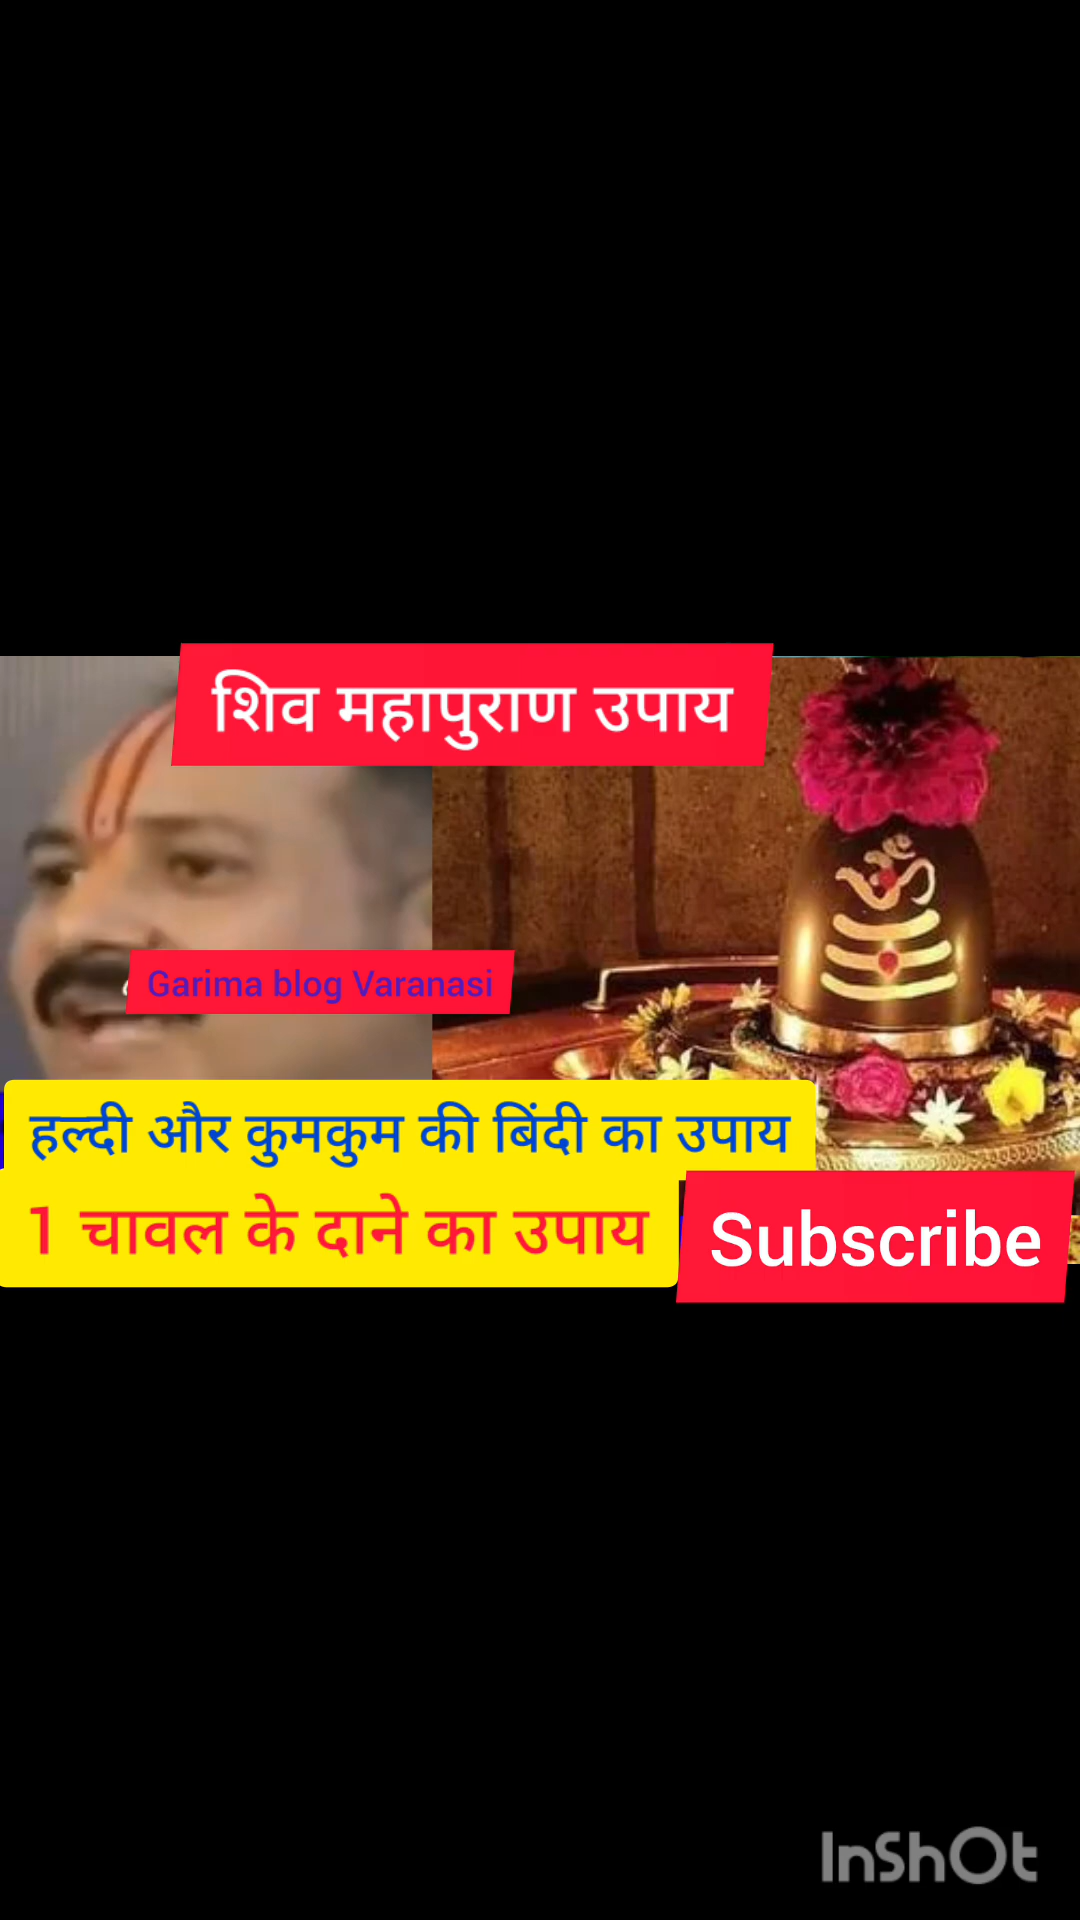 शिव महापुराण उपाय
Garima blog Varanasi
हल्दी और कुमकुम की बिंदी का उपाय
1 चावल के दाने का उपाय
Subscribe
InShOt